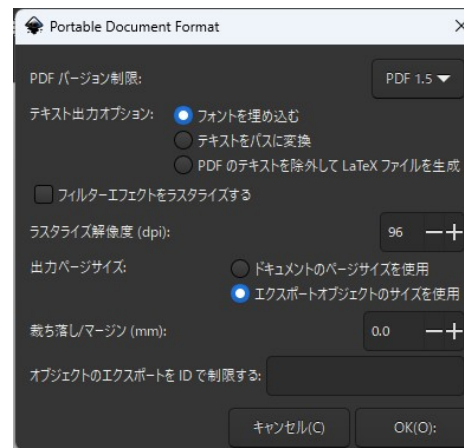 Portable Document Format
PDF バージョン制限: PDF 1.5
テキスト出力オプション: フォントを埋め込む
テキストをパスに変換
PDF のテキストを除外して LaTeX ファイルを生成
フィルターエフェクトをラスタライズする
ラスタライズ解像度 (dpi): 96
出力ページサイズ: ドキュメントのページサイズを使用
エクスポートオブジェクトのサイズを使用
裁ち落し/マージン (mm): 0.0
オブジェクトのエクスポートを ID で制限する:
キャンセル(C) OK(O):